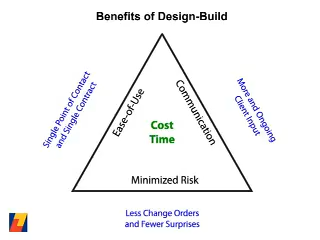 Benefits of Design-Build
Single Point of Contact
and Single Contract
Ease-of-Use
Communication
More and Ongoing
Client Input
Cost
Time
Minimized Risk
Less Change Orders
and Fewer Surprises